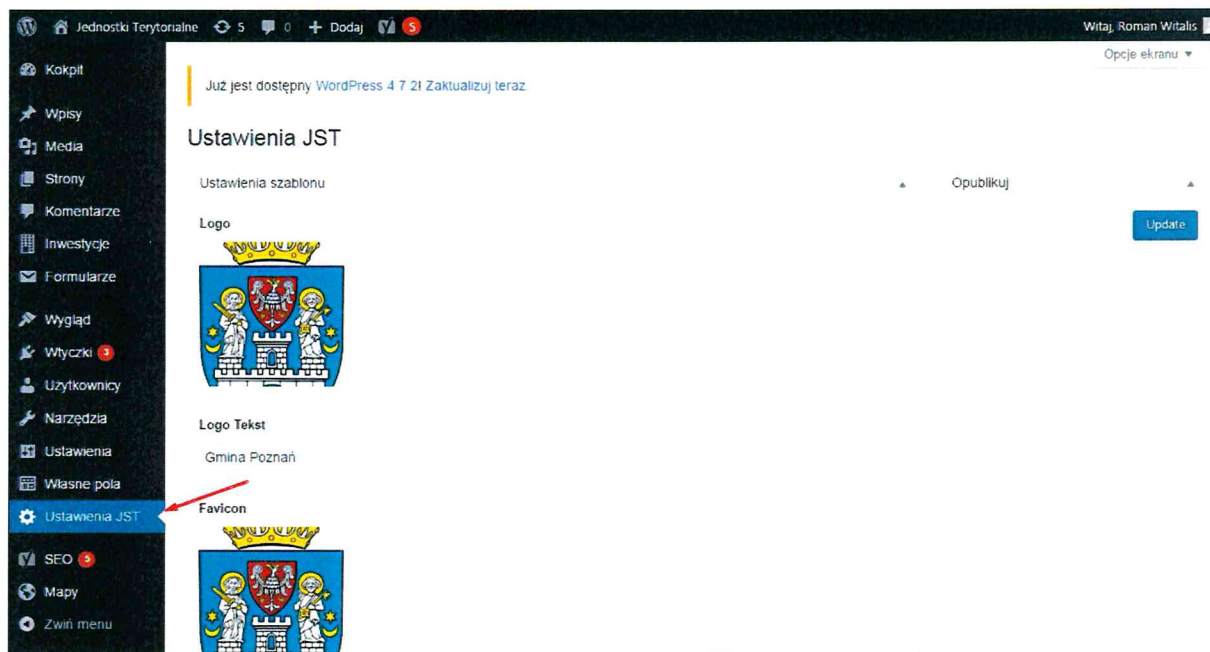 Jednostki Terytorialne 5 0 + Dodaj 5 Witaj, Roman Witalis
Opcje ekranu
Kokpit
Już jest dostępny WordPress 4 7 2! Zaktualizuj teraz.
Wpisy
Media
Strony
Komentarze
Inwestycje
Formularze
Wygląd
Wtyczki 3
Użytkownicy
Narzędzia
Ustawienia
Własne pola
Ustawienia JST
SEO 5
Mapy
Zwiń menu
Ustawienia JST
Ustawienia szablonu
Logo
Logo Tekst
Gmina Poznań
Favicon
Opublikuj
Update